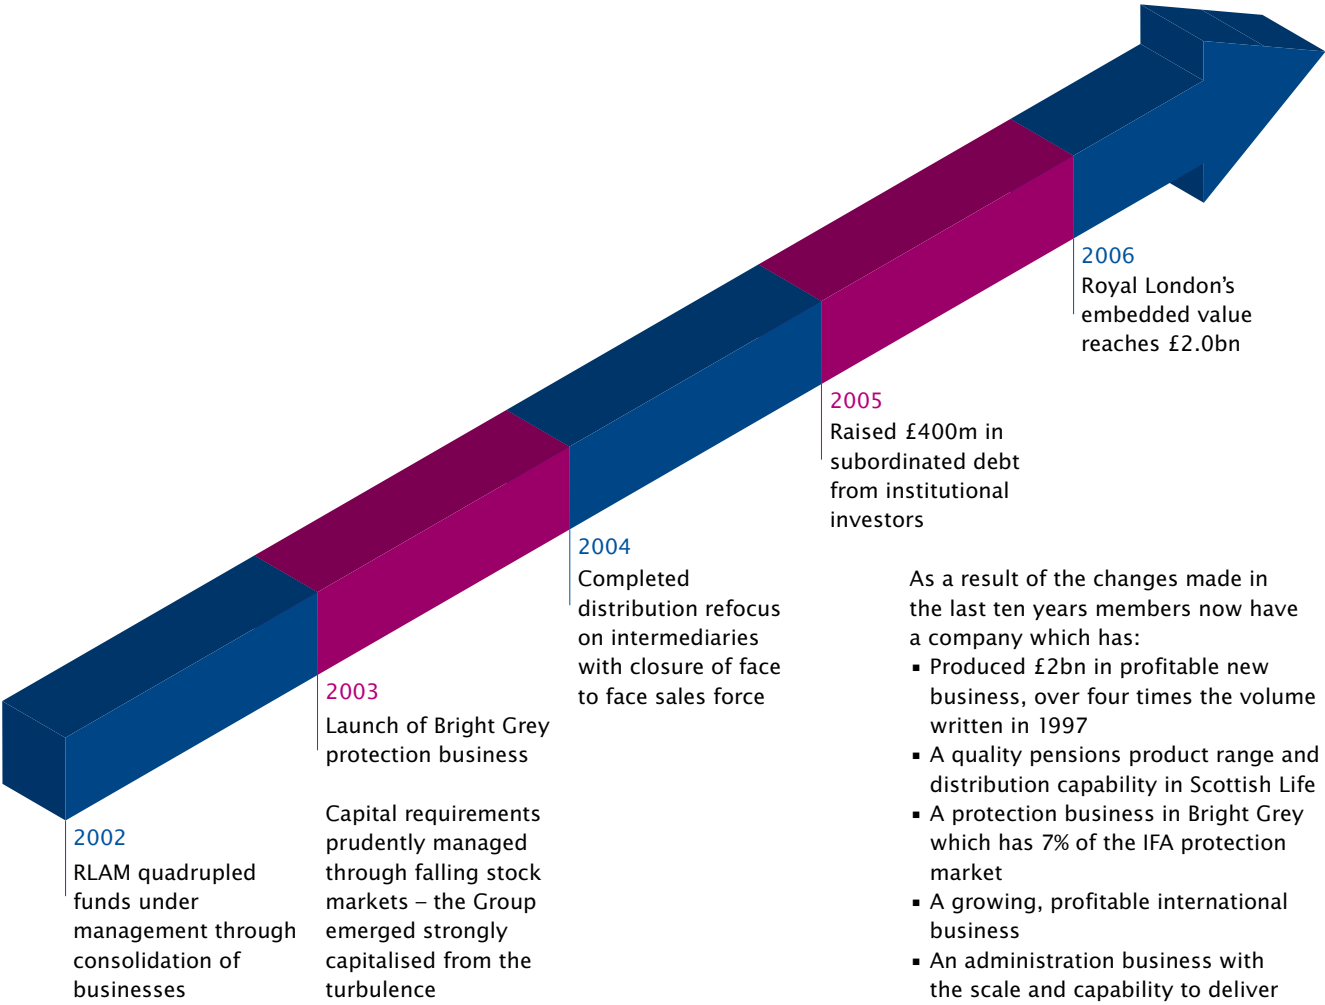 2002
RLAM quadrupled
funds under
management through
consolidation of
businesses
2003
Launch of Bright Grey
protection business
Capital requirements
prudently managed
through falling stock
markets – the Group
emerged strongly
capitalised from the
turbulence
2004
Completed
distribution refocus
on intermediaries
with closure of face
to face sales force
2005
Raised £400m in
subordinated debt
from institutional
investors
2006
Royal London’s
embedded value
reaches £2.0bn
As a result of the changes made in
the last ten years members now have
a company which has:
▪ Produced £2bn in profitable new
business, over four times the volume
written in 1997
▪ A quality pensions product range and
distribution capability in Scottish Life
▪ A protection business in Bright Grey
which has 7% of the IFA protection
market
▪ A growing, profitable international
business
▪ An administration business with
the scale and capability to deliver